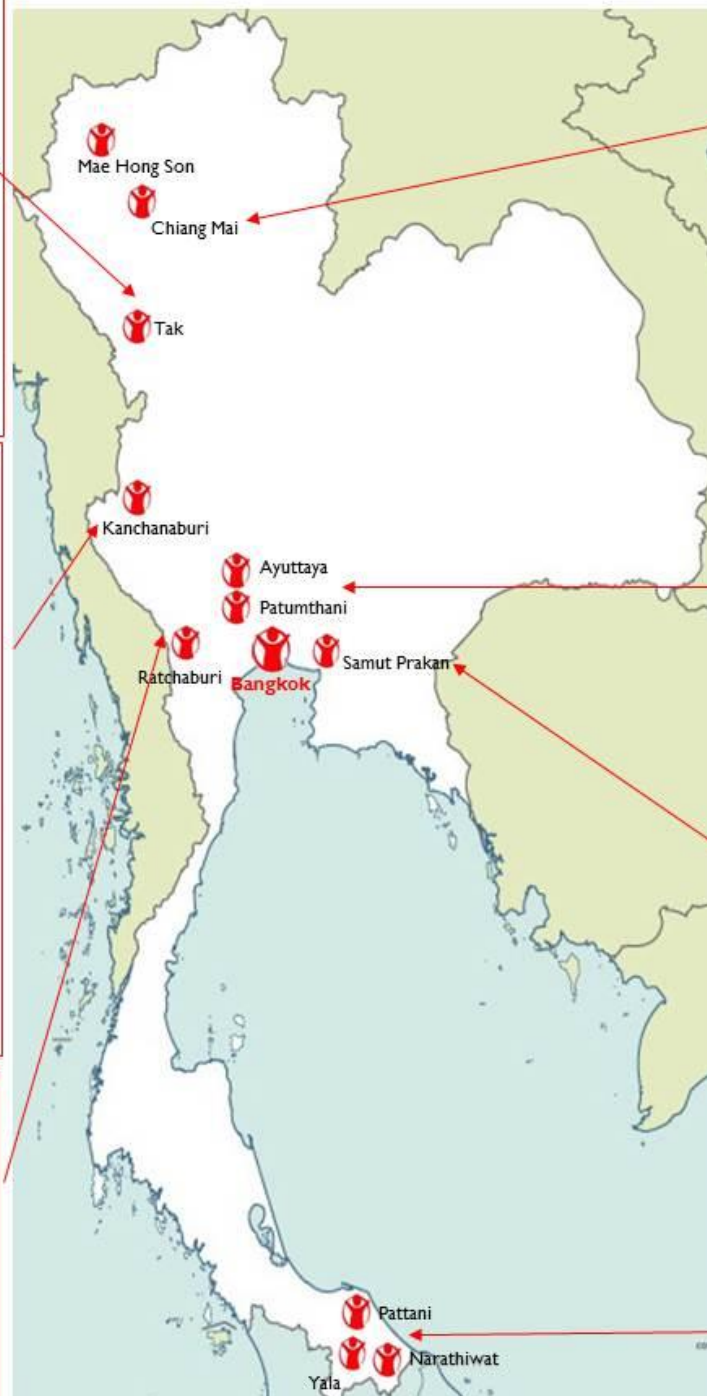 Mae Hong Son
Chiang Mai
Tak
Kanchanaburi
Ayuttaya
Patumthani
Ratchaburi
Bangkok
Samut Prakan
Pattani
Narathiwat
Yala